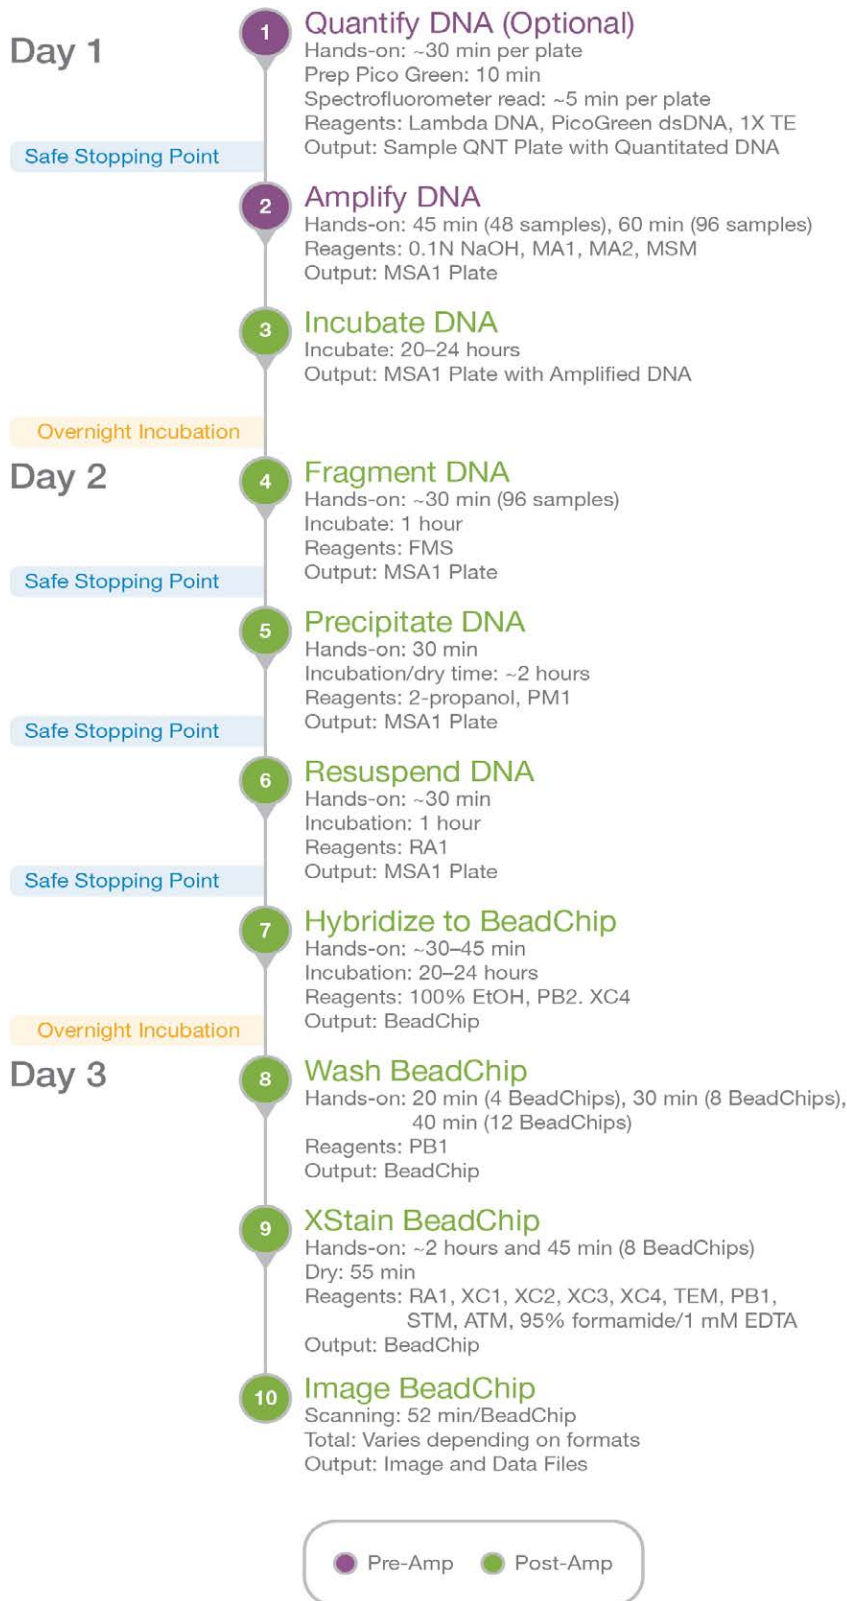 Day 1
1
Quantify DNA (Optional)
Hands-on: ~30 min per plate
Prep Pico Green: 10 min
Spectrofluorometer read: ~5 min per plate
Reagents: Lambda DNA, PicoGreen dsDNA, 1X TE
Output: Sample QNT Plate with Quantitated DNA
Safe Stopping Point
2
Amplify DNA
Hands-on: 45 min (48 samples), 60 min (96 samples)
Reagents: 0.1N NaOH, MA1, MA2, MSM
Output: MSA1 Plate
3
Incubate DNA
Incubate: 20–24 hours
Output: MSA1 Plate with Amplified DNA
Overnight Incubation
Day 2
4
Fragment DNA
Hands-on: ~30 min (96 samples)
Incubate: 1 hour
Reagents: FMS
Output: MSA1 Plate
Safe Stopping Point
5
Precipitate DNA
Hands-on: 30 min
Incubation/dry time: ~2 hours
Reagents: 2-propanol, PM1
Output: MSA1 Plate
Safe Stopping Point
6
Resuspend DNA
Hands-on: ~30 min
Incubation: 1 hour
Reagents: RA1
Output: MSA1 Plate
Safe Stopping Point
7
Hybridize to BeadChip
Hands-on: ~30–45 min
Incubation: 20–24 hours
Reagents: 100% EtOH, PB2. XC4
Output: BeadChip
Overnight Incubation
Day 3
8
Wash BeadChip
Hands-on: 20 min (4 BeadChips), 30 min (8 BeadChips),
40 min (12 BeadChips)
Reagents: PB1
Output: BeadChip
9
XStain BeadChip
Hands-on: ~2 hours and 45 min (8 BeadChips)
Dry: 55 min
Reagents: RA1, XC1, XC2, XC3, XC4, TEM, PB1,
STM, ATM, 95% formamide/1 mM EDTA
Output: BeadChip
10
Image BeadChip
Scanning: 52 min/BeadChip
Total: Varies depending on formats
Output: Image and Data Files
Pre-Amp
Post-Amp